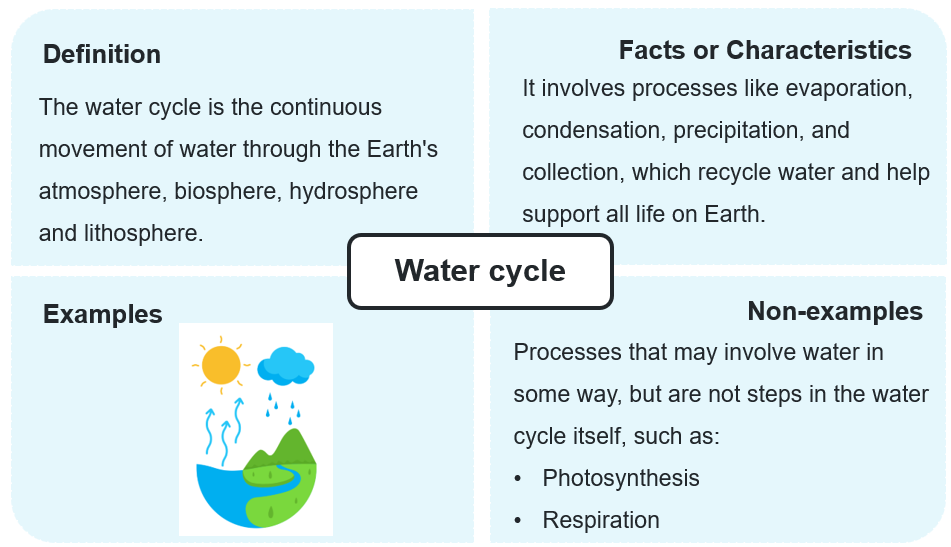 Definition
The water cycle is the continuous
movement of water through the Earth's
atmosphere, biosphere, hydrosphere
and lithosphere.
Facts or Characteristics
It involves processes like evaporation,
condensation, precipitation, and
collection, which recycle water and help
support all life on Earth.
Water cycle
Examples
Non-examples
Processes that may involve water in
some way, but are not steps in the water
cycle itself, such as:
• Photosynthesis
• Respiration